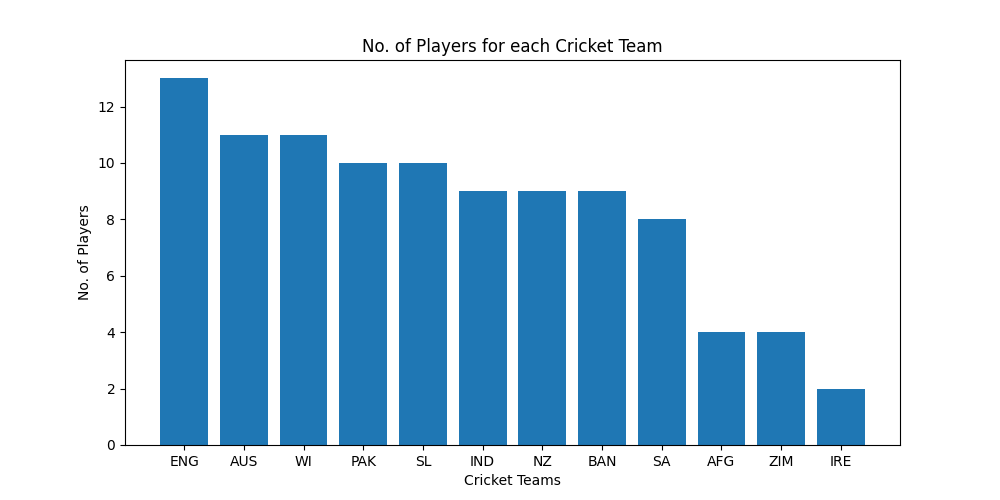 No. of Players for each Cricket Team
No. of Players
12
10
8
6
4
2
0
ENG AUS WI PAK SL IND NZ BAN SA AFG ZIM IRE
Cricket Teams